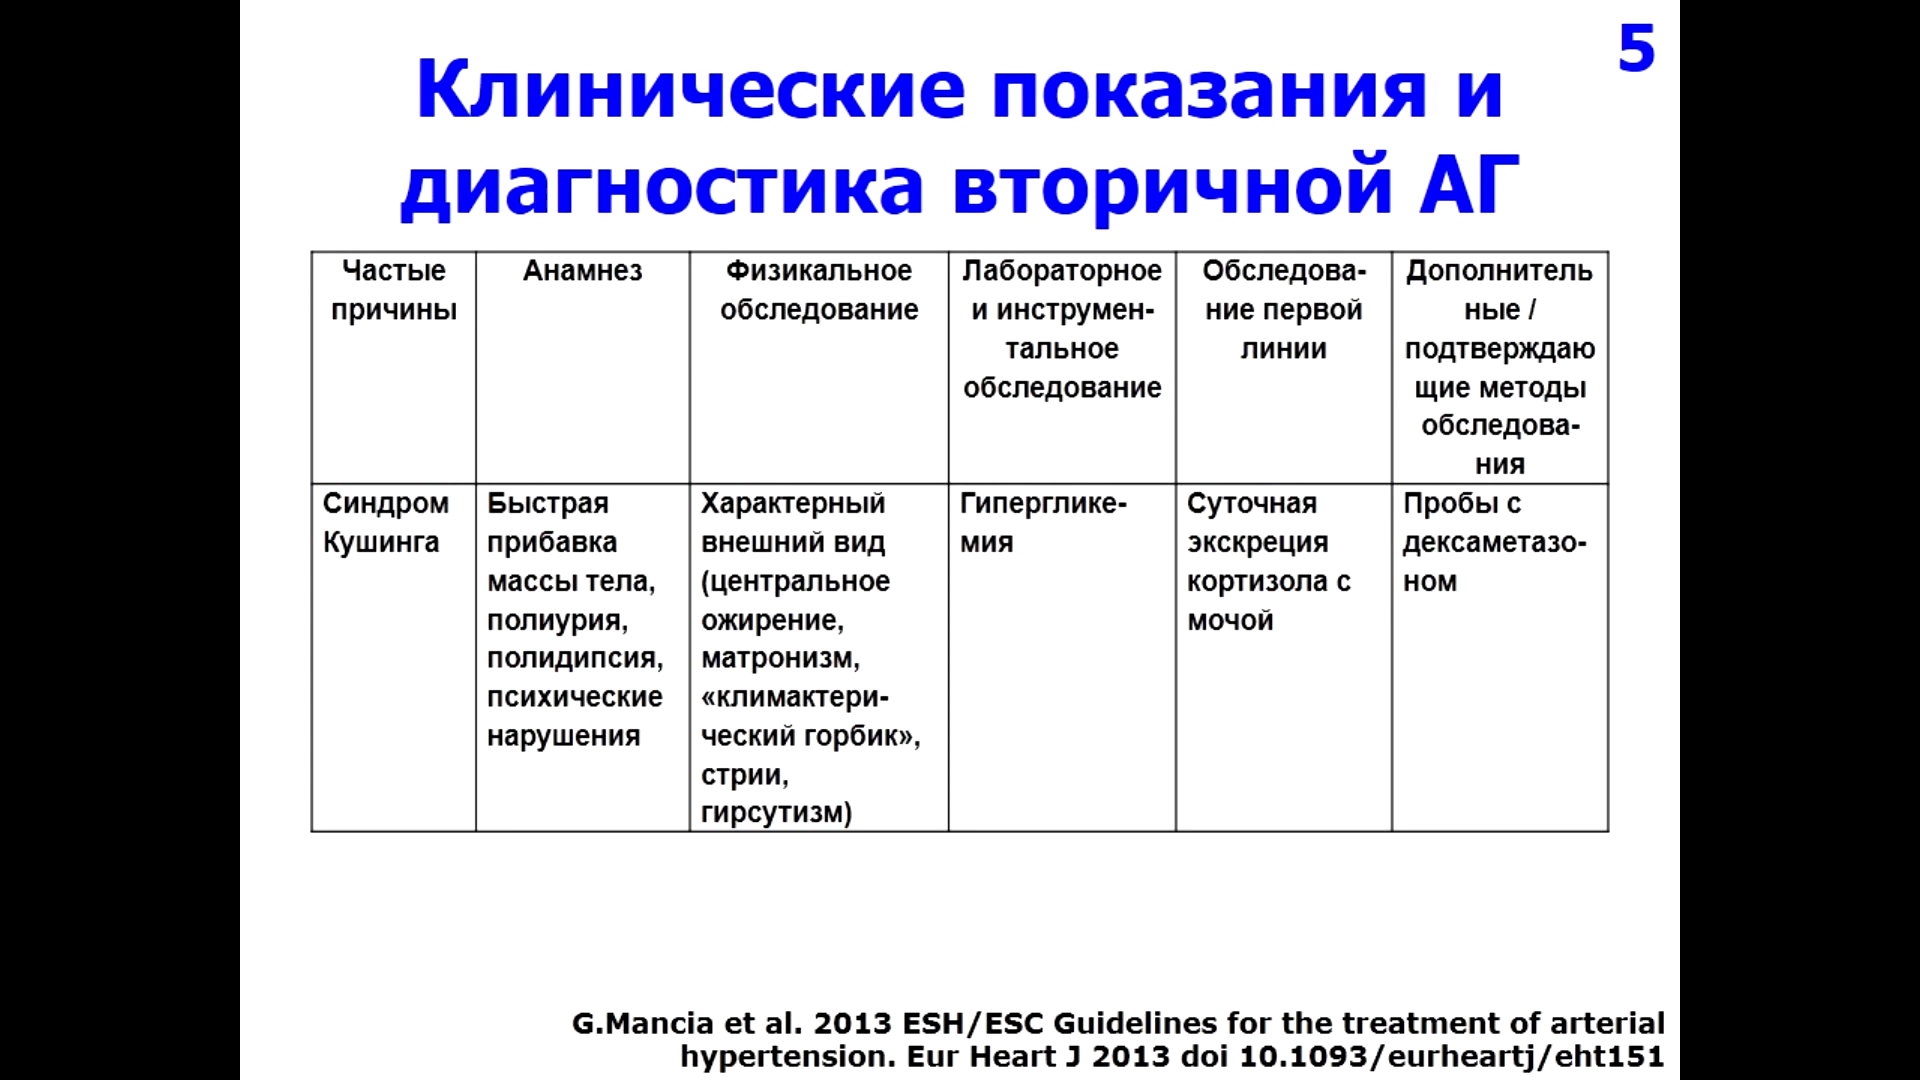 5
Клинические показания и
диагностика вторичной АГ
Частые
причины
Анамнез
Физикальное
обследование
Лабораторное
и инструмен-
тальное
обследование
Обследова-
ние первой
линии
Дополнитель
ные /
подтверждаю
щие методы
обследова-
ния
Синдром
Кушинга
Быстрая
прибавка
массы тела,
полиурия,
полидипсия,
психические
нарушения
Характерный
внешний вид
(центральное
ожирение,
матронизм,
«климактери-
ческий горбик»,
стрии,
гирсутизм)
Гиперглике-
мия
Суточная
экскреция
кортизола с
мочой
Пробы с
дексаметазо-
ном
G.Mancia et al. 2013 ESH/ESC Guidelines for the treatment of arterial
hypertension. Eur Heart J 2013 doi 10.1093/eurheartj/eht151